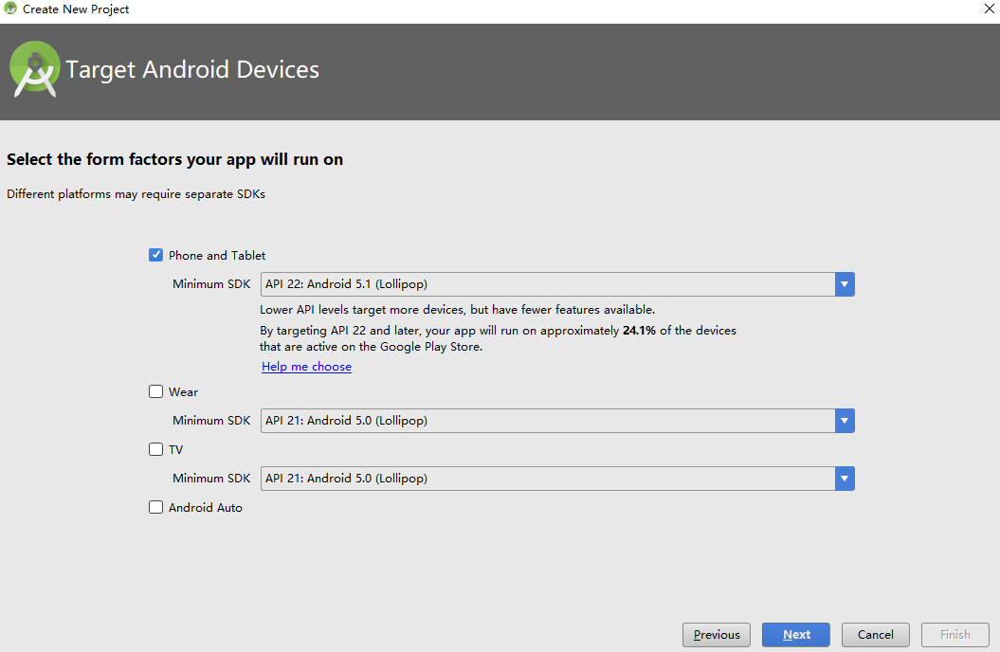 Create New Project
Target Android Devices
Select the form factors your app will run on
Different platforms may require separate SDKs
Phone and Tablet
Minimum SDK API 22: Android 5.1 (Lollipop)
Lower API levels target more devices, but have fewer features available.
By targeting API 22 and later, your app will run on approximately 24.1% of the devices
that are active on the Google Play Store.
Help me choose
Wear
Minimum SDK API 21: Android 5.0 (Lollipop)
TV
Minimum SDK API 21: Android 5.0 (Lollipop)
Android Auto
Previous Next Cancel Finish